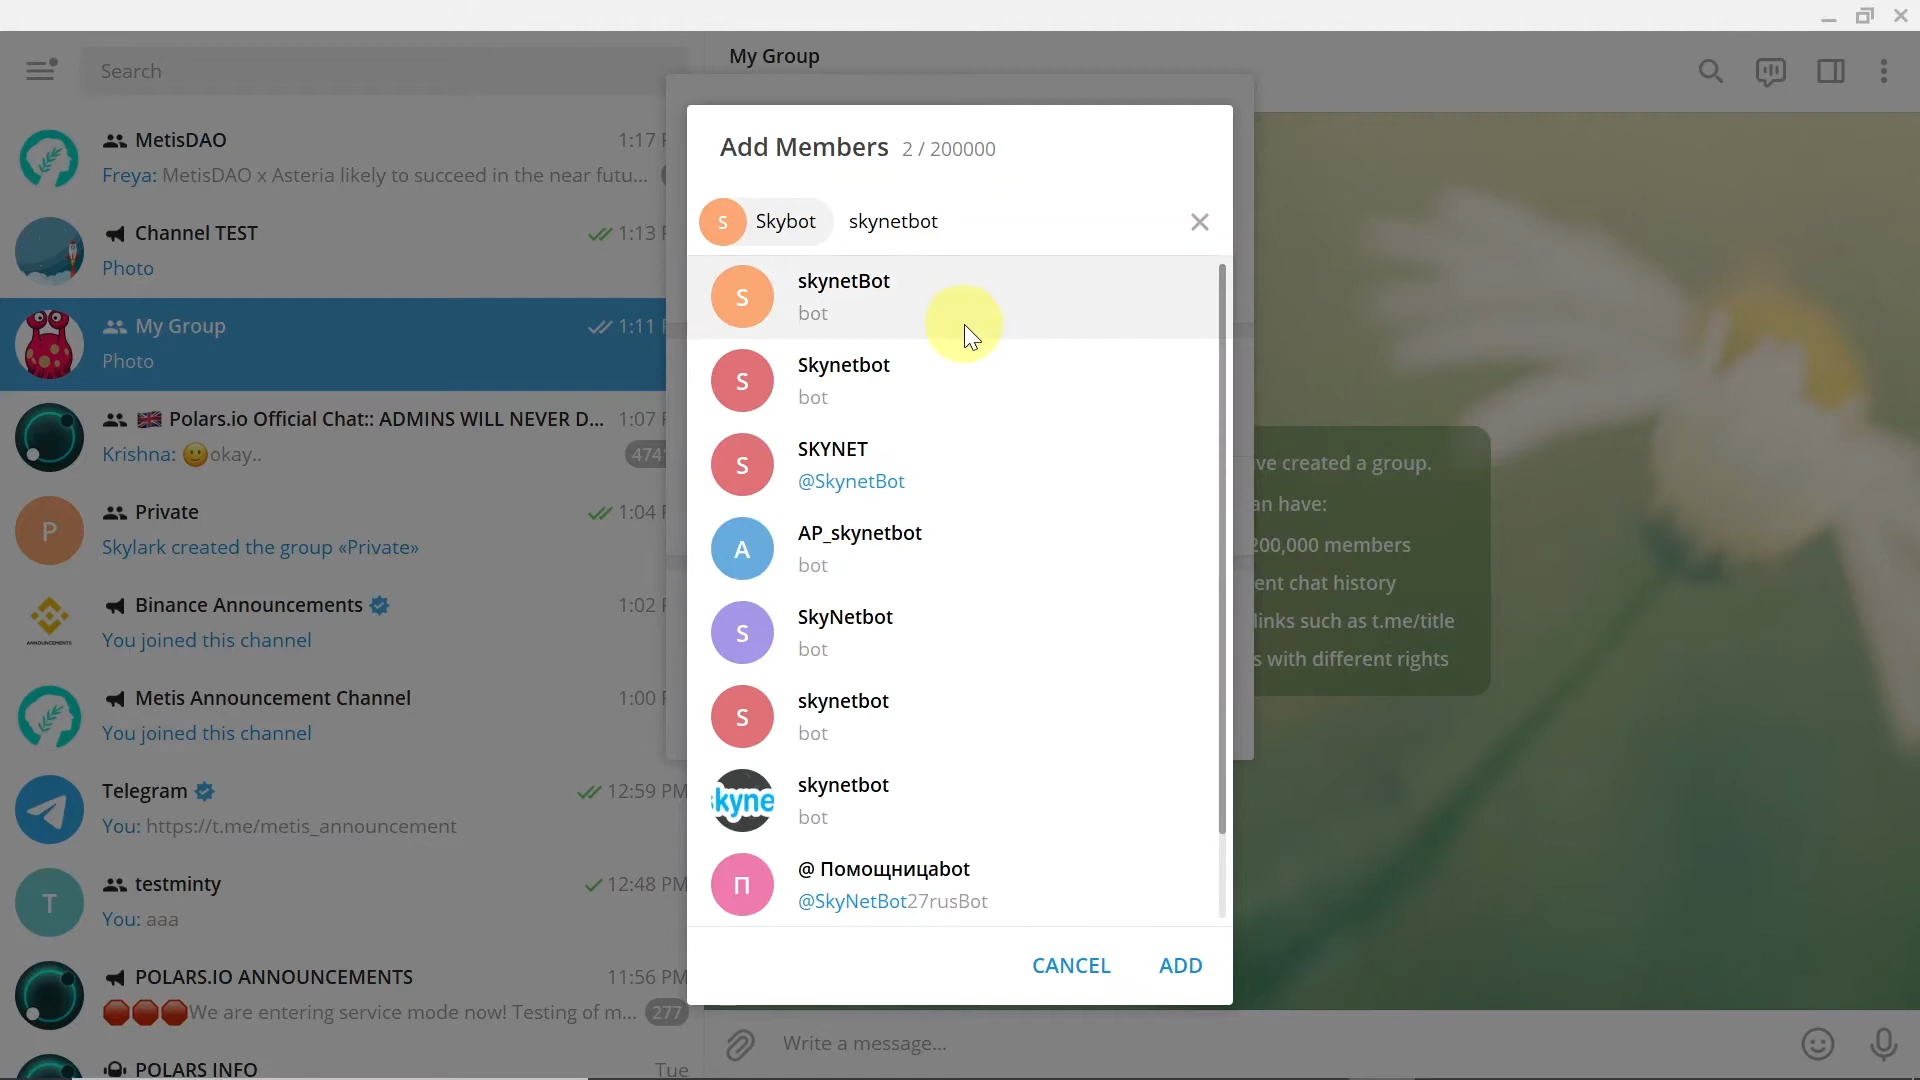 Search
MetisDAO 1:17
Freya: MetisDAO x Asteria likely to succeed in the near futu...
Channel TEST 1:13
Photo
My Group 1:11
Photo
🇬🇧 Polars.io Official Chat:: ADMINS WILL NEVER D... 1:07
Krishna: 🙂okay.. 474
P
Private 1:04
Skylark created the group «Private»
Binance Announcements 1:02
ANNOUNCEMENTS
You joined this channel
Metis Announcement Channel 1:00
You joined this channel
Telegram 12:59 PM
You: https://t.me/metis_announcement
T
testminty 12:48 PM
You: aaa
POLARS.IO ANNOUNCEMENTS 11:56 PM
🛑🛑🛑We are entering service mode now! Testing of m... 277
POLARS INFO Tue
My Group
Add Members 2 / 200000
S Skybot skynetbot
S
skynetBot
bot
S
Skynetbot
bot
S
SKYNET
@SkynetBot
A
AP_skynetbot
bot
S
SkyNetbot
bot
S
skynetbot
bot
kyne
skynetbot
bot
П
@ Помощницаbot
@SkyNetBot27rusBot
CANCEL ADD
ve created a group.
an have:
200,000 members
ent chat history
links such as t.me/title
s with different rights
Write a message...